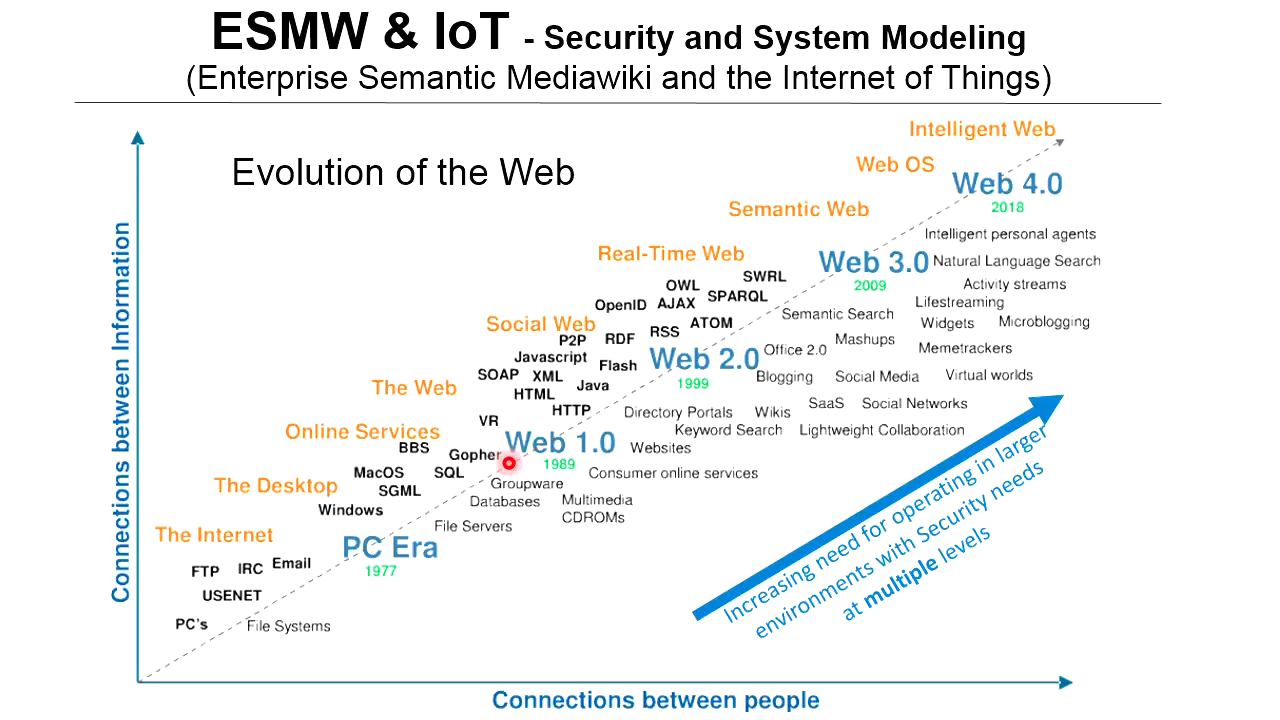 ESMW & IoT - Security and System Modeling
(Enterprise Semantic Mediawiki and the Internet of Things)
Evolution of the Web
Connections between Information
Connections between people
Intelligent Web
Web OS
Web 4.0
2018
Semantic Web
Intelligent personal agents
Real-Time Web
Web 3.0
2009
Natural Language Search
SWRL
OWL
SPARQL
OpenID
AJAX
Activity streams
Lifestreaming
Semantic Search
Widgets
Microblogging
Social Web
ATOM
RSS
RDF
P2P
Mashups
Memetrackers
Office 2.0
Javascript
Flash
Web 2.0
1999
Blogging
Social Media
Virtual worlds
SOAP
XML
Java
HTML
The Web
HTTP
Directory Portals
Wikis
SaaS
Social Networks
VR
Keyword Search
Lightweight Collaboration
Online Services
Web 1.0
1989
Websites
BBS
Gopher
Consumer online services
MacOS
SQL
Groupware
The Desktop
SGML
Databases
Multimedia
CDROMs
Windows
File Servers
The Internet
PC Era
1977
FTP
IRC
Email
USENET
PC's
File Systems
Increasing need for operating in larger
environments with Security needs
at multiple levels